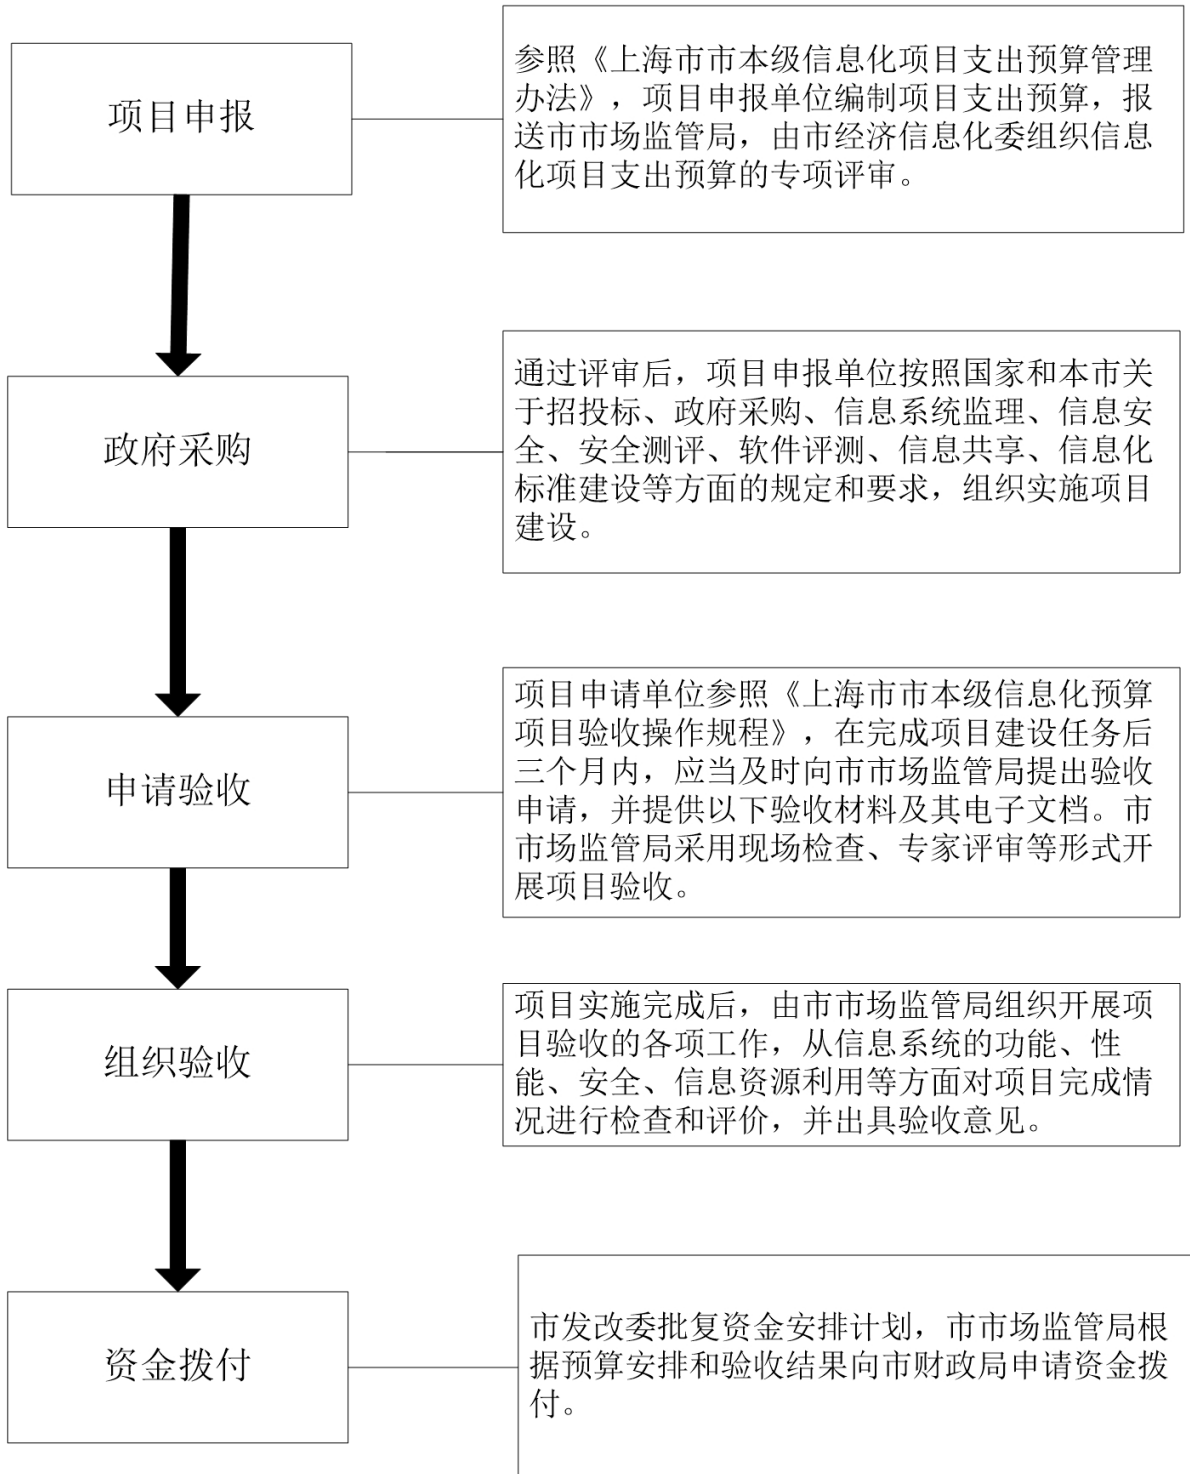 项目申报
参照《上海市市本级信息化项目支出预算管理
办法》，项目申报单位编制项目支出预算，报
送市市场监管局，由市经济信息化委组织信息
化项目支出预算的专项评审。
政府采购
通过评审后，项目申报单位按照国家和本市关
于招投标、政府采购、信息系统监理、信息安
全、安全测评、软件评测、信息共享、信息化
标准建设等方面的规定和要求，组织实施项目
建设。
申请验收
项目申请单位参照《上海市市本级信息化预算
项目验收操作规程》，在完成项目建设任务后
三个月内，应当及时向市市场监管局提出验收
申请，并提供以下验收材料及其电子文档。市
市场监管局采用现场检查、专家评审等形式开
展项目验收。
组织验收
项目实施完成后，由市市场监管局组织开展项
目验收的各项工作，从信息系统的功能、性
能、安全、信息资源利用等方面对项目完成情
况进行检查和评价，并出具验收意见。
资金拨付
市发改委批复资金安排计划，市市场监管局根
据预算安排和验收结果向市财政局申请资金拨
付。